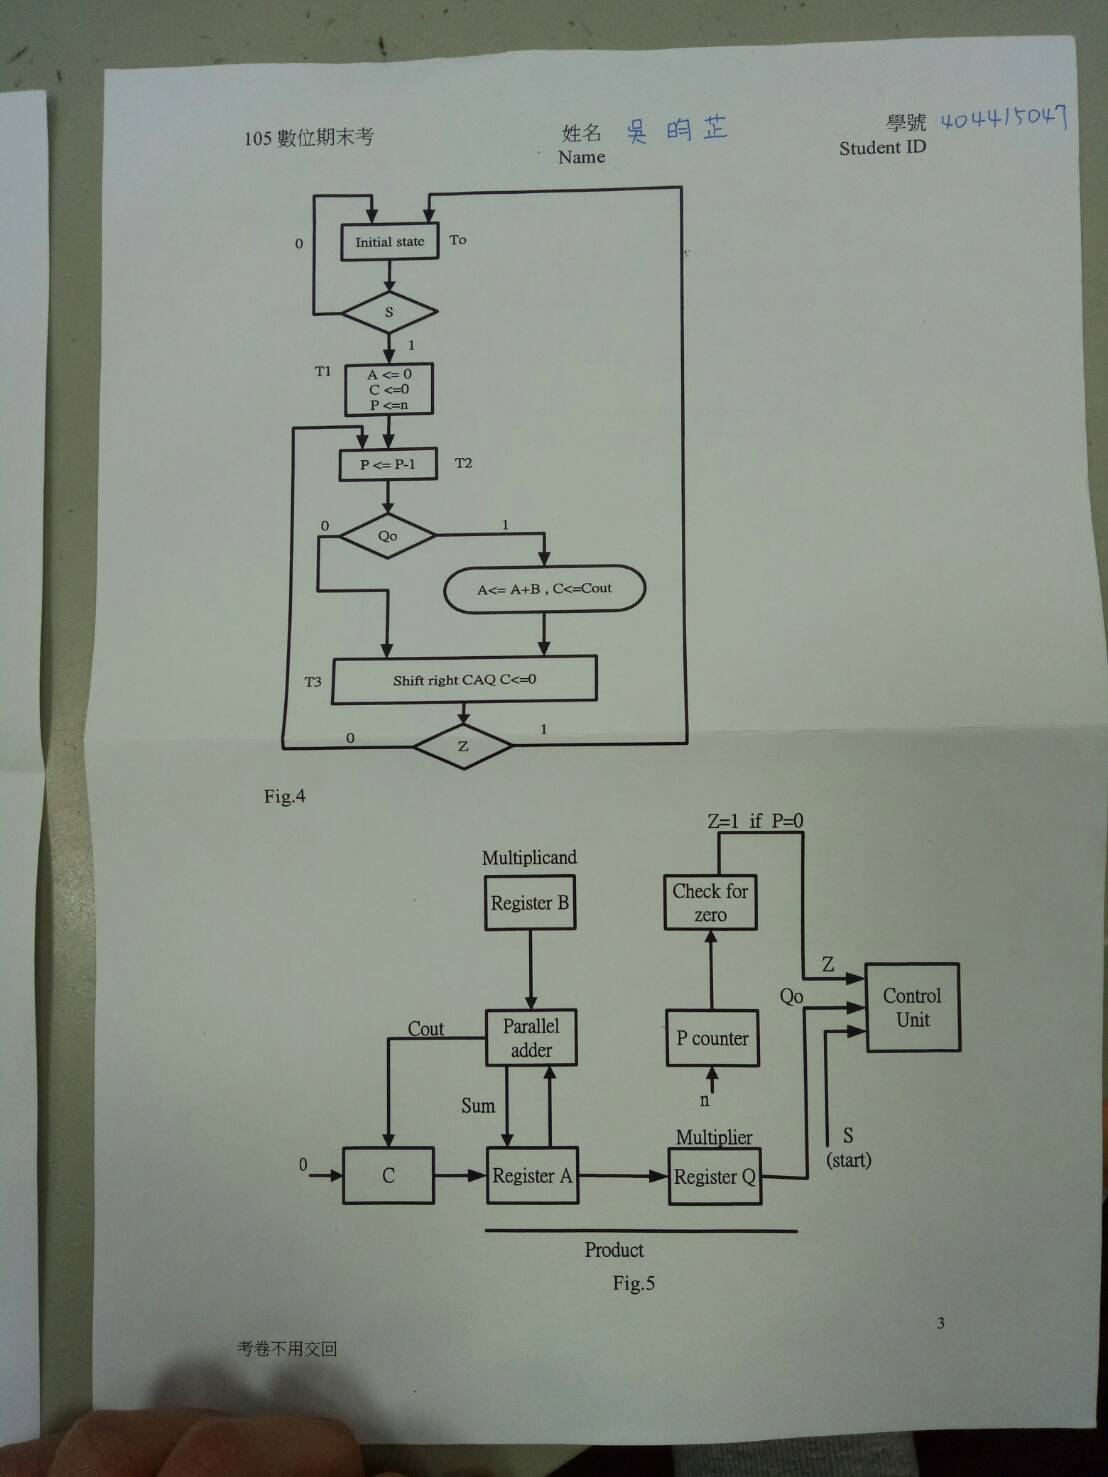 105 數位期末考
姓名 吳昀芷
Name
學號 404415047
Student ID
0
Initial state
To
S
1
T1
A <= 0
C <=0
P <=n
P <= P-1
T2
0
Qo
1
A<= A+B , C<=Cout
T3
Shift right CAQ C<=0
0
Z
1
Fig.4
Z=1 if P=0
Multiplicand
Register B
Check for
zero
Z
Qo
Control
Unit
Cout
Parallel
adder
P counter
Sum
n
S
(start)
Multiplier
0
C
Register A
Register Q
Product
Fig.5
3
考卷不用交回